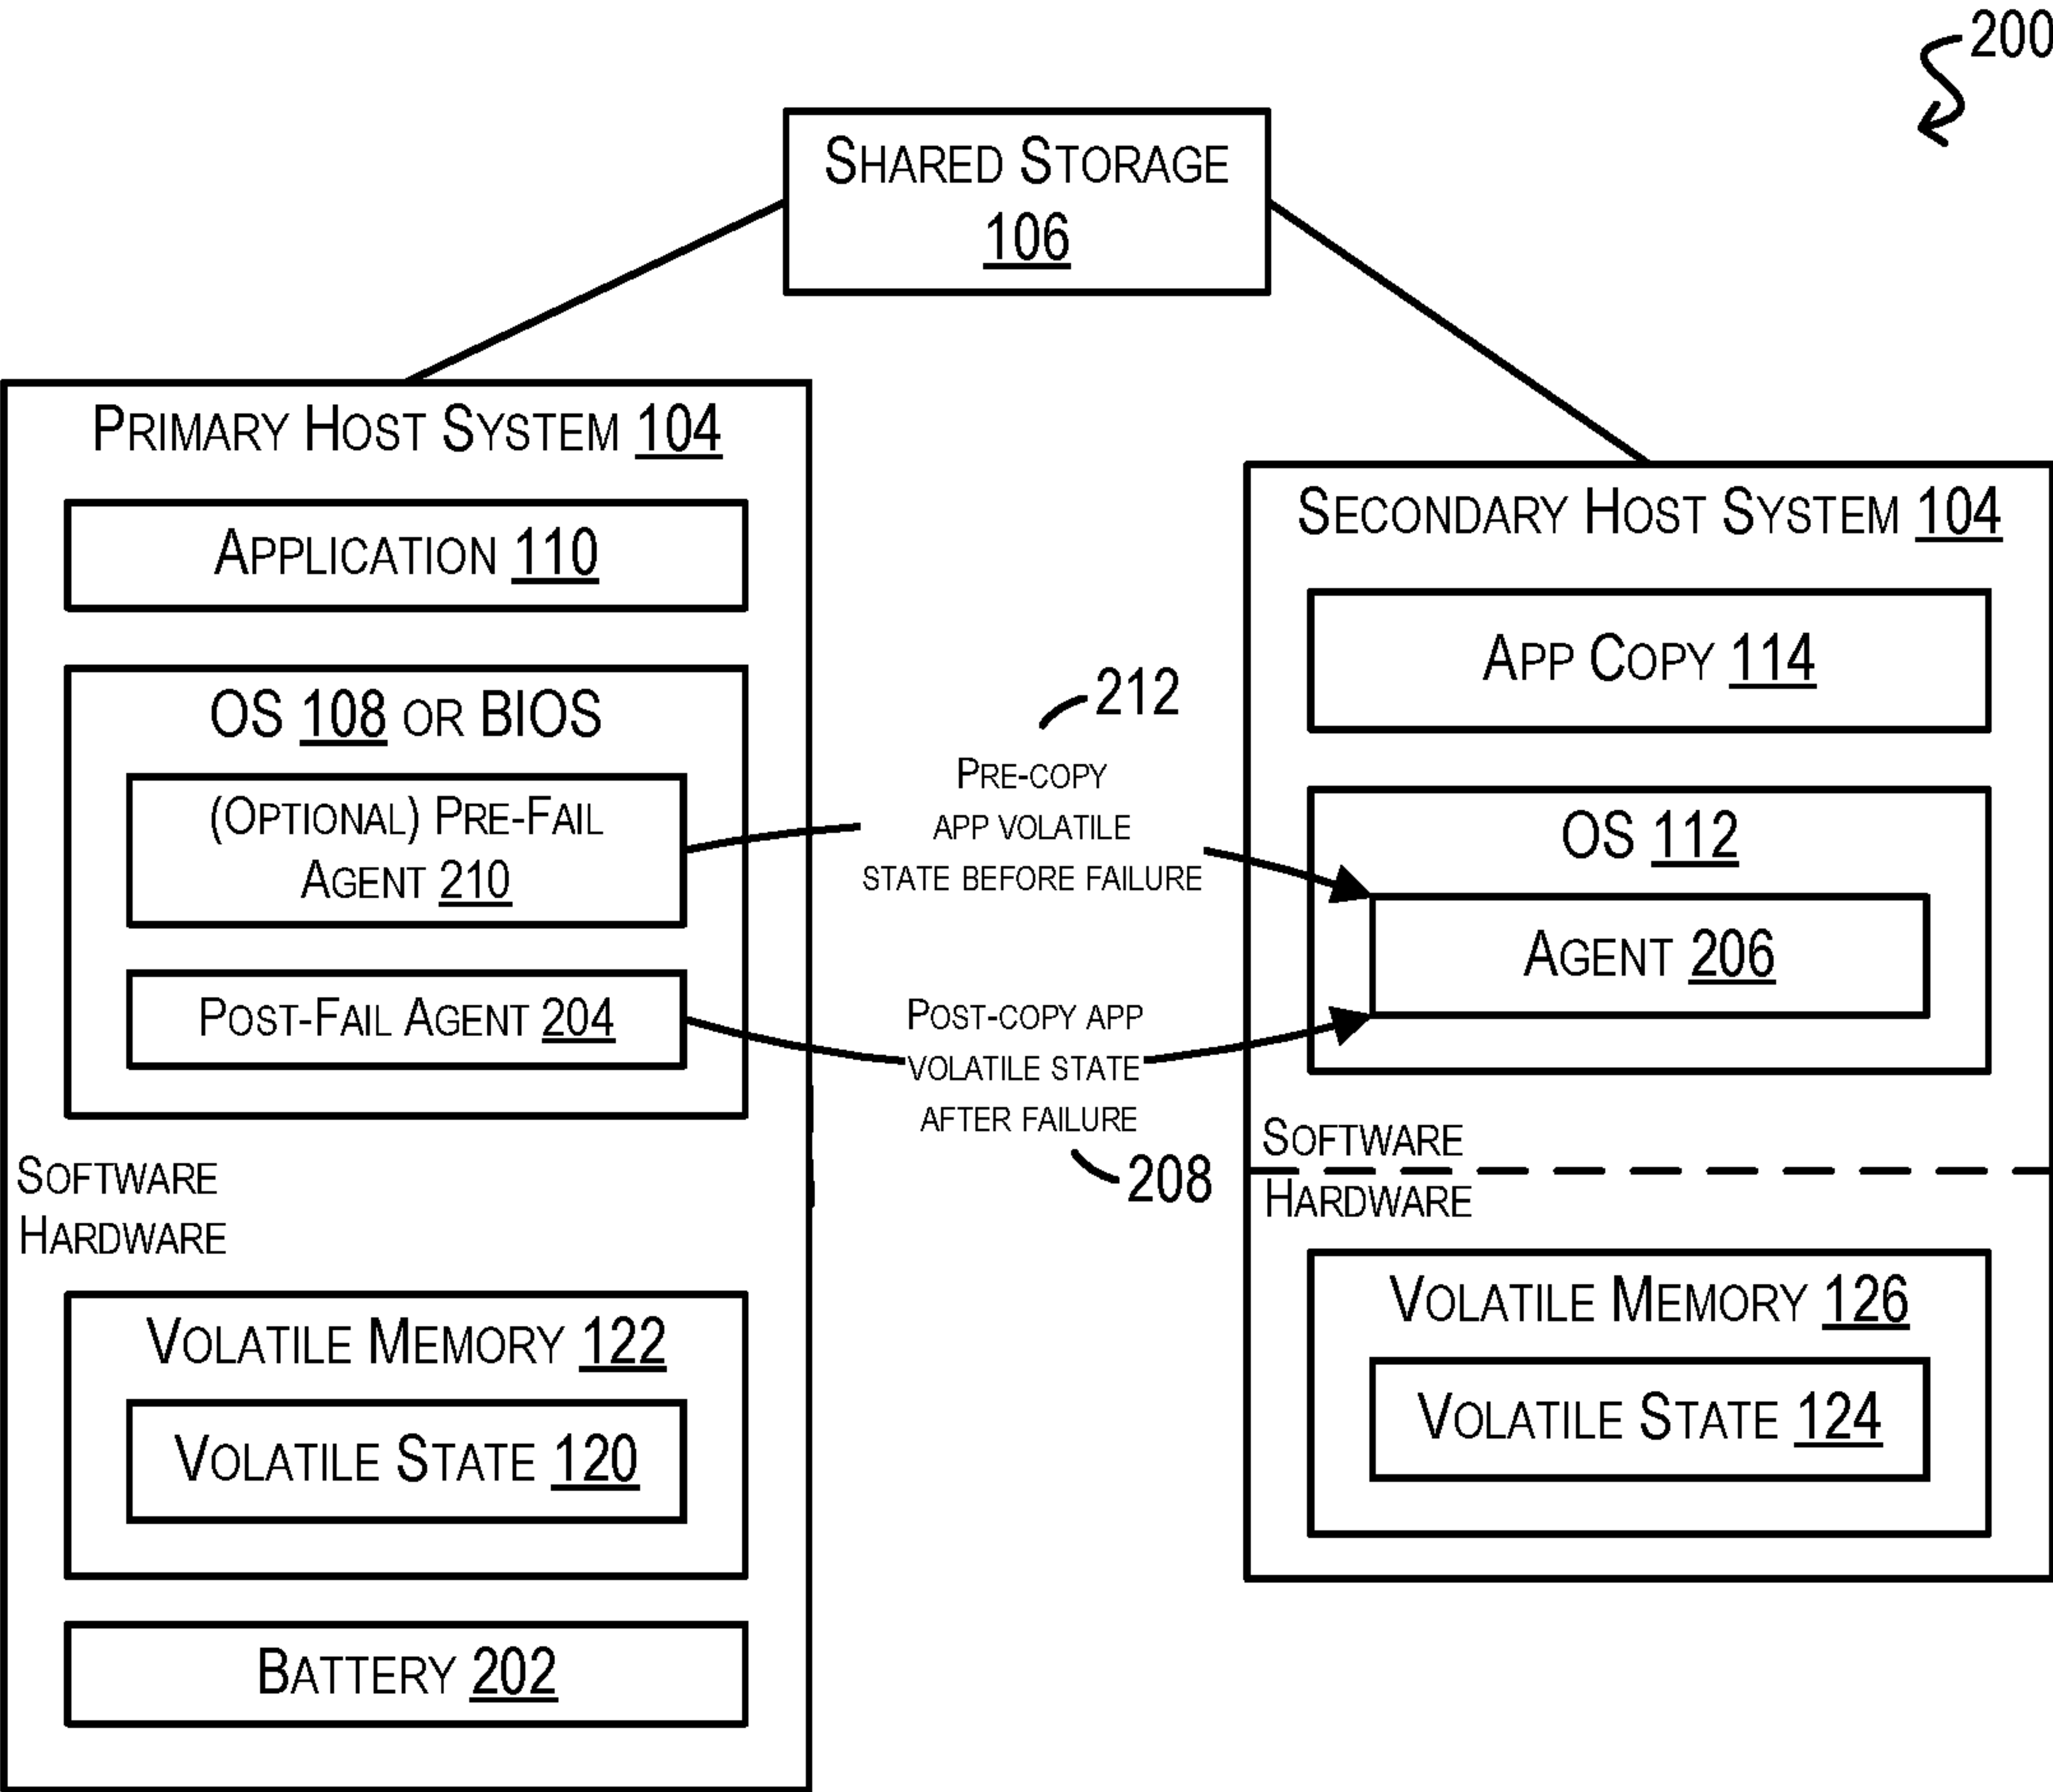 200
Shared Storage
106
Primary Host System 104
Application 110
OS 108 or BIOS
(Optional) Pre-Fail
Agent 210
Post-Fail Agent 204
Software
Hardware
Volatile Memory 122
Volatile State 120
Battery 202
212
Pre-copy
app volatile
state before failure
Post-copy app
volatile state
after failure
208
Secondary Host System 104
App Copy 114
OS 112
Agent 206
Software
Hardware
Volatile Memory 126
Volatile State 124